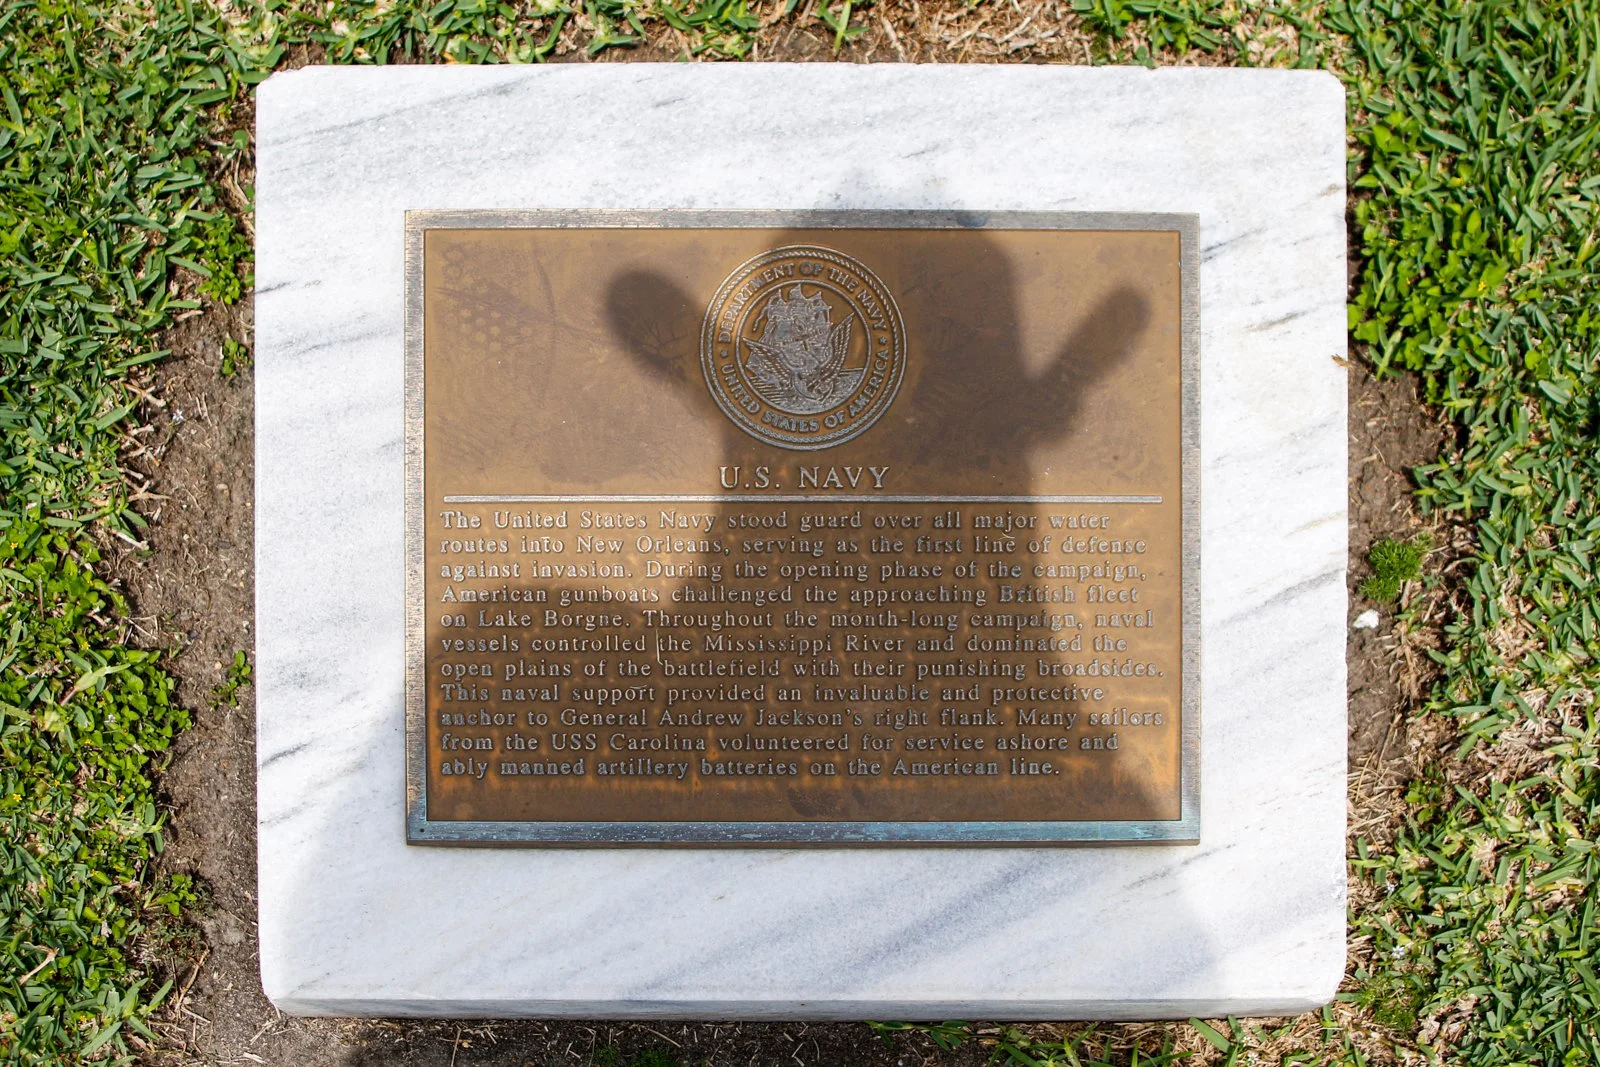 DEPARTMENT OF THE NAVY
UNITED STATES OF AMERICA
U.S. NAVY
The United States Navy stood guard over all major water
routes into New Orleans, serving as the first line of defense
against invasion. During the opening phase of the campaign,
American gunboats challenged the approaching British fleet
on Lake Borgne. Throughout the month-long campaign, naval
vessels controlled the Mississippi River and dominated the
open plains of the battlefield with their punishing broadsides.
This naval support provided an invaluable and protective
anchor to General Andrew Jackson's right flank. Many sailors
from the USS Carolina volunteered for service ashore and
ably manned artillery batteries on the American line.